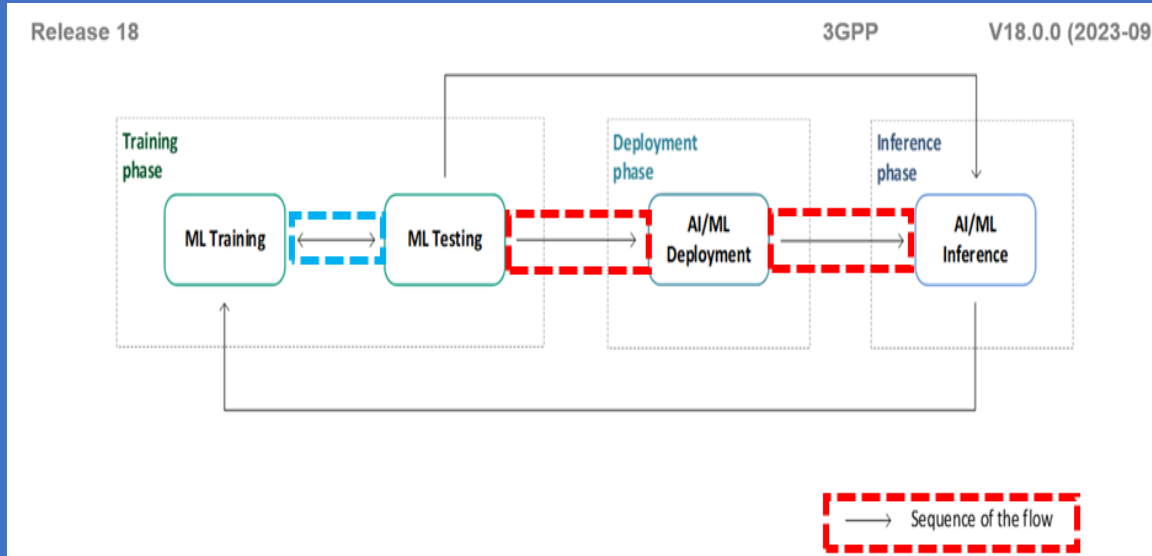 Release 18 3GPP V18.0.0 (2023-09
Training
phase
Deployment
phase
Inference
phase
ML Training
ML Testing
AI/ML
Deployment
AI/ML
Inference
Sequence of the flow